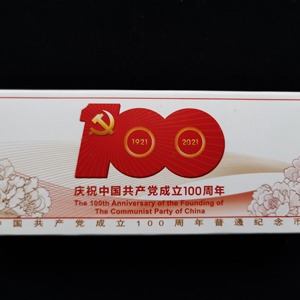 100
1921 2021
庆祝中国共产党成立100周年
The 100th Anniversary of the Founding of
The Communist Party of China
中国共产党成立100周年普通纪念币